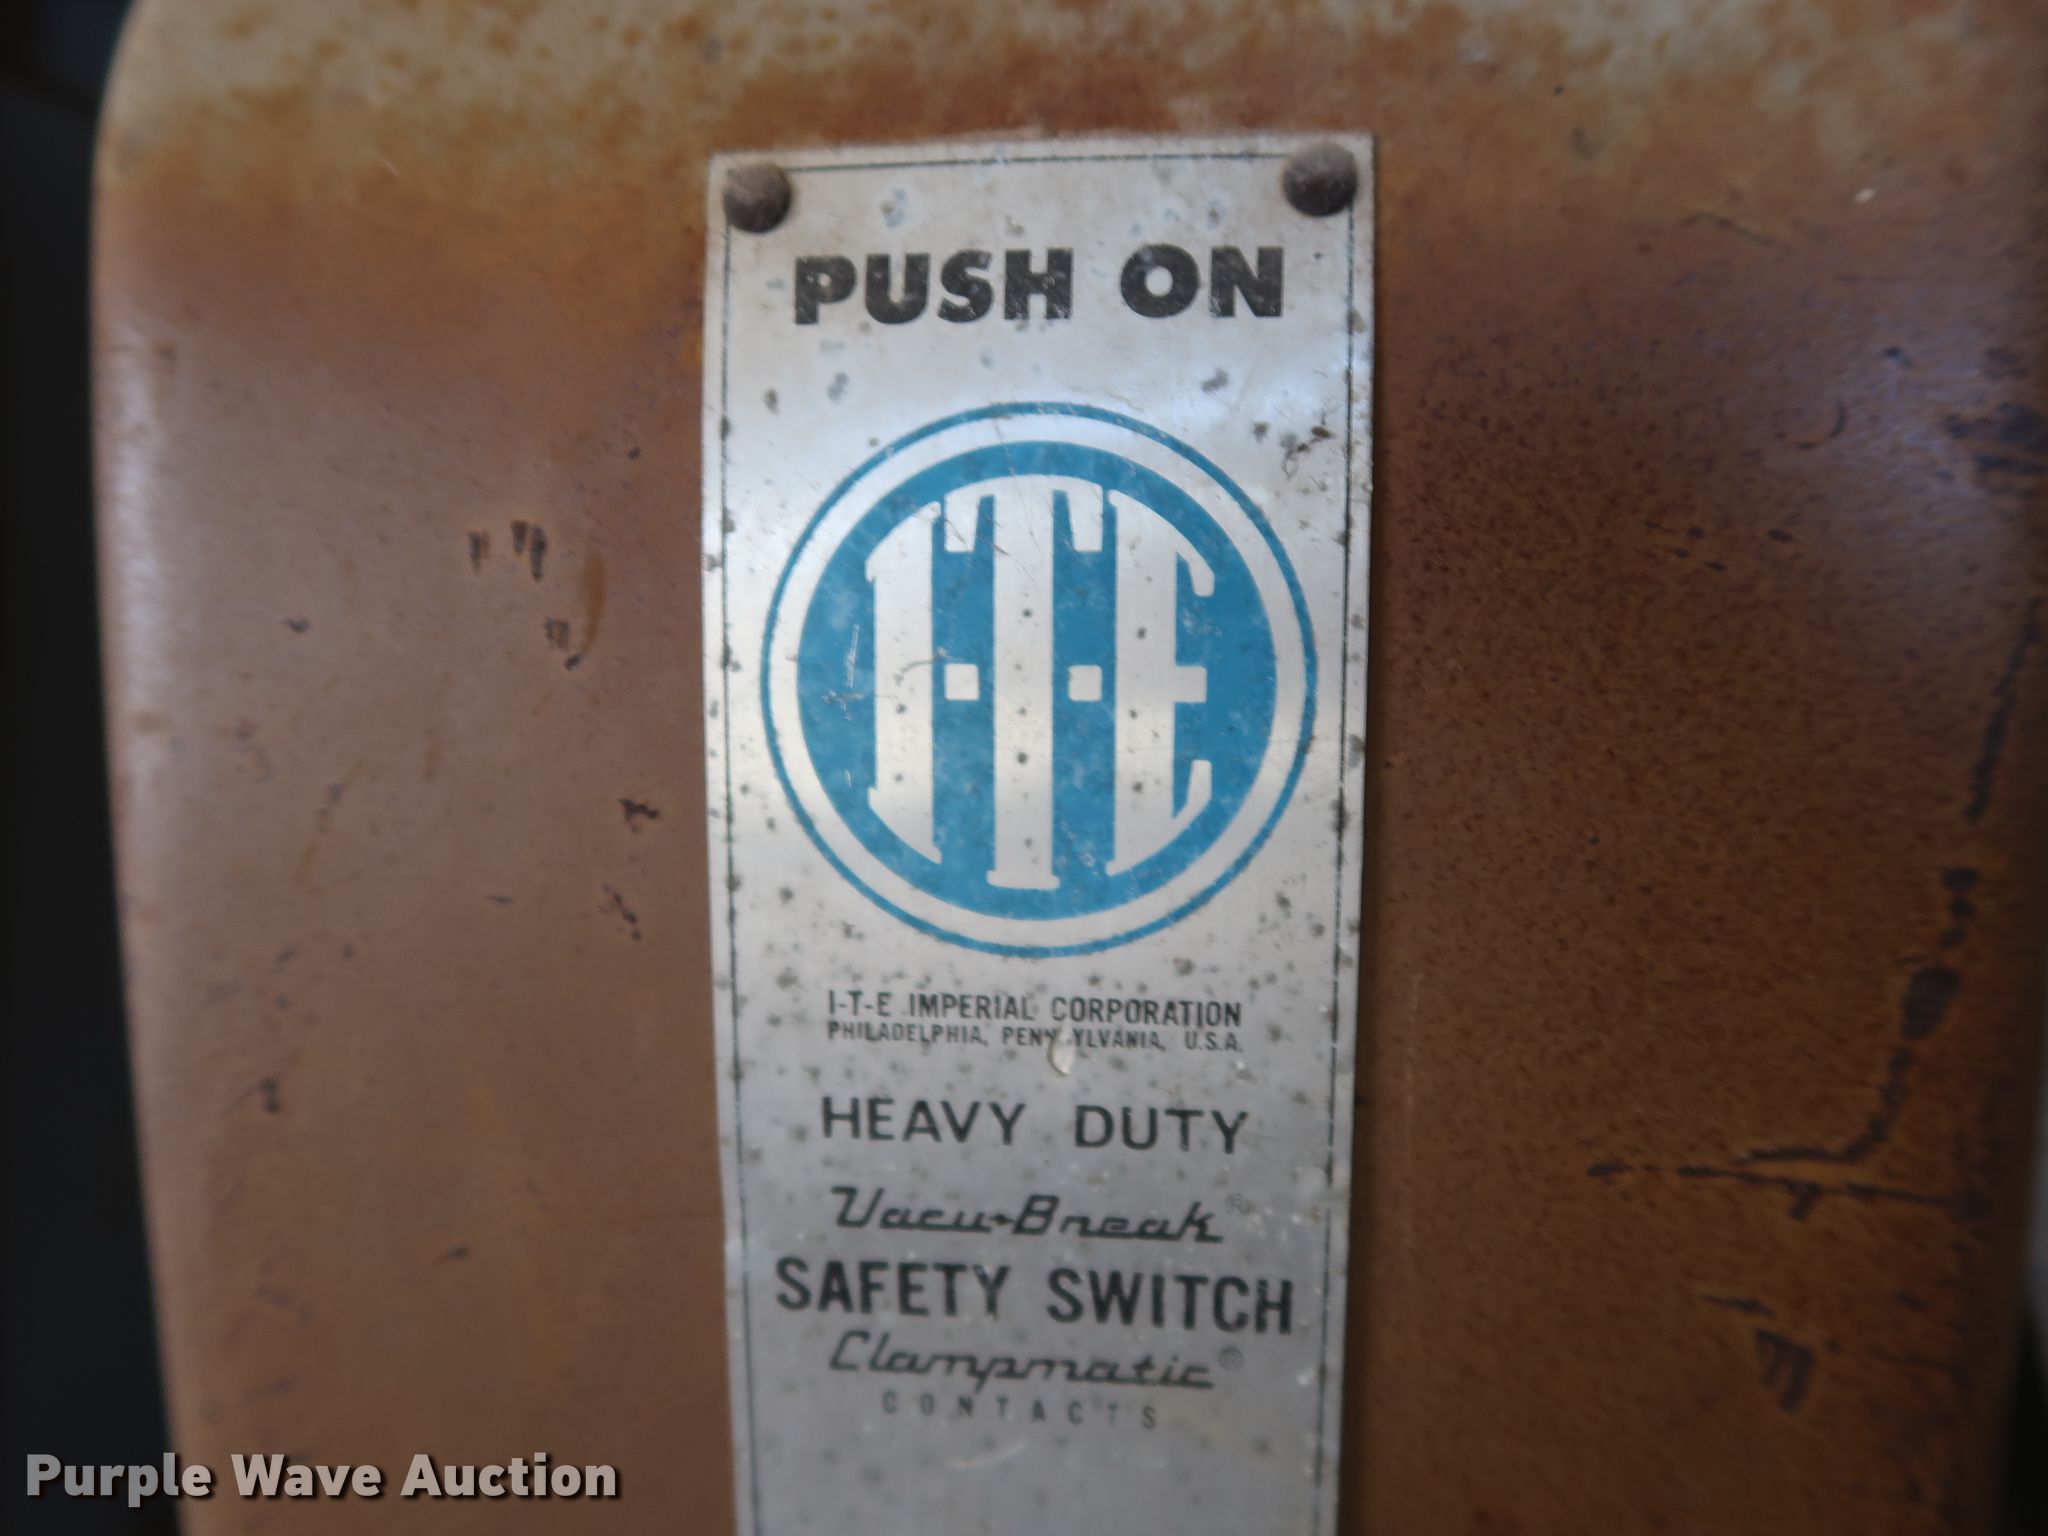 PUSH ON
I-T-E
I-T-E IMPERIAL CORPORATION
PHILADELPHIA, PENNSYLVANIA, U.S.A.
HEAVY DUTY
Vacu-Break®
SAFETY SWITCH
Clampmatic®
CONTACTS
Purple Wave Auction